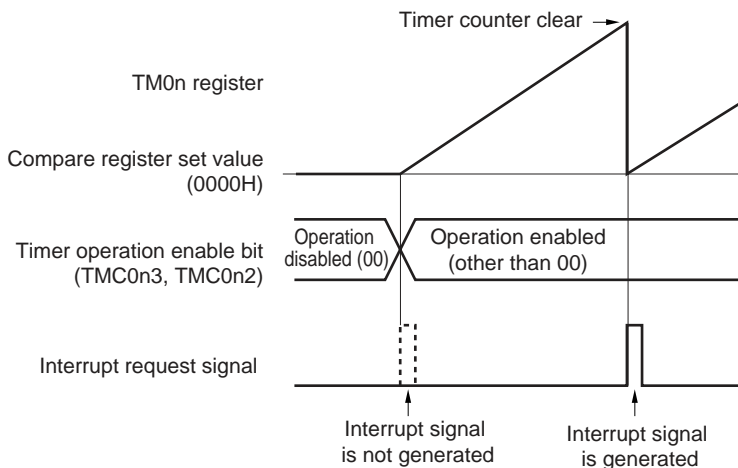 Timer counter clear
TM0n register
Compare register set value
(0000H)
Timer operation enable bit
(TMC0n3, TMC0n2)
Operation
disabled (00)
Operation enabled
(other than 00)
Interrupt request signal
Interrupt signal
is not generated
Interrupt signal
is generated